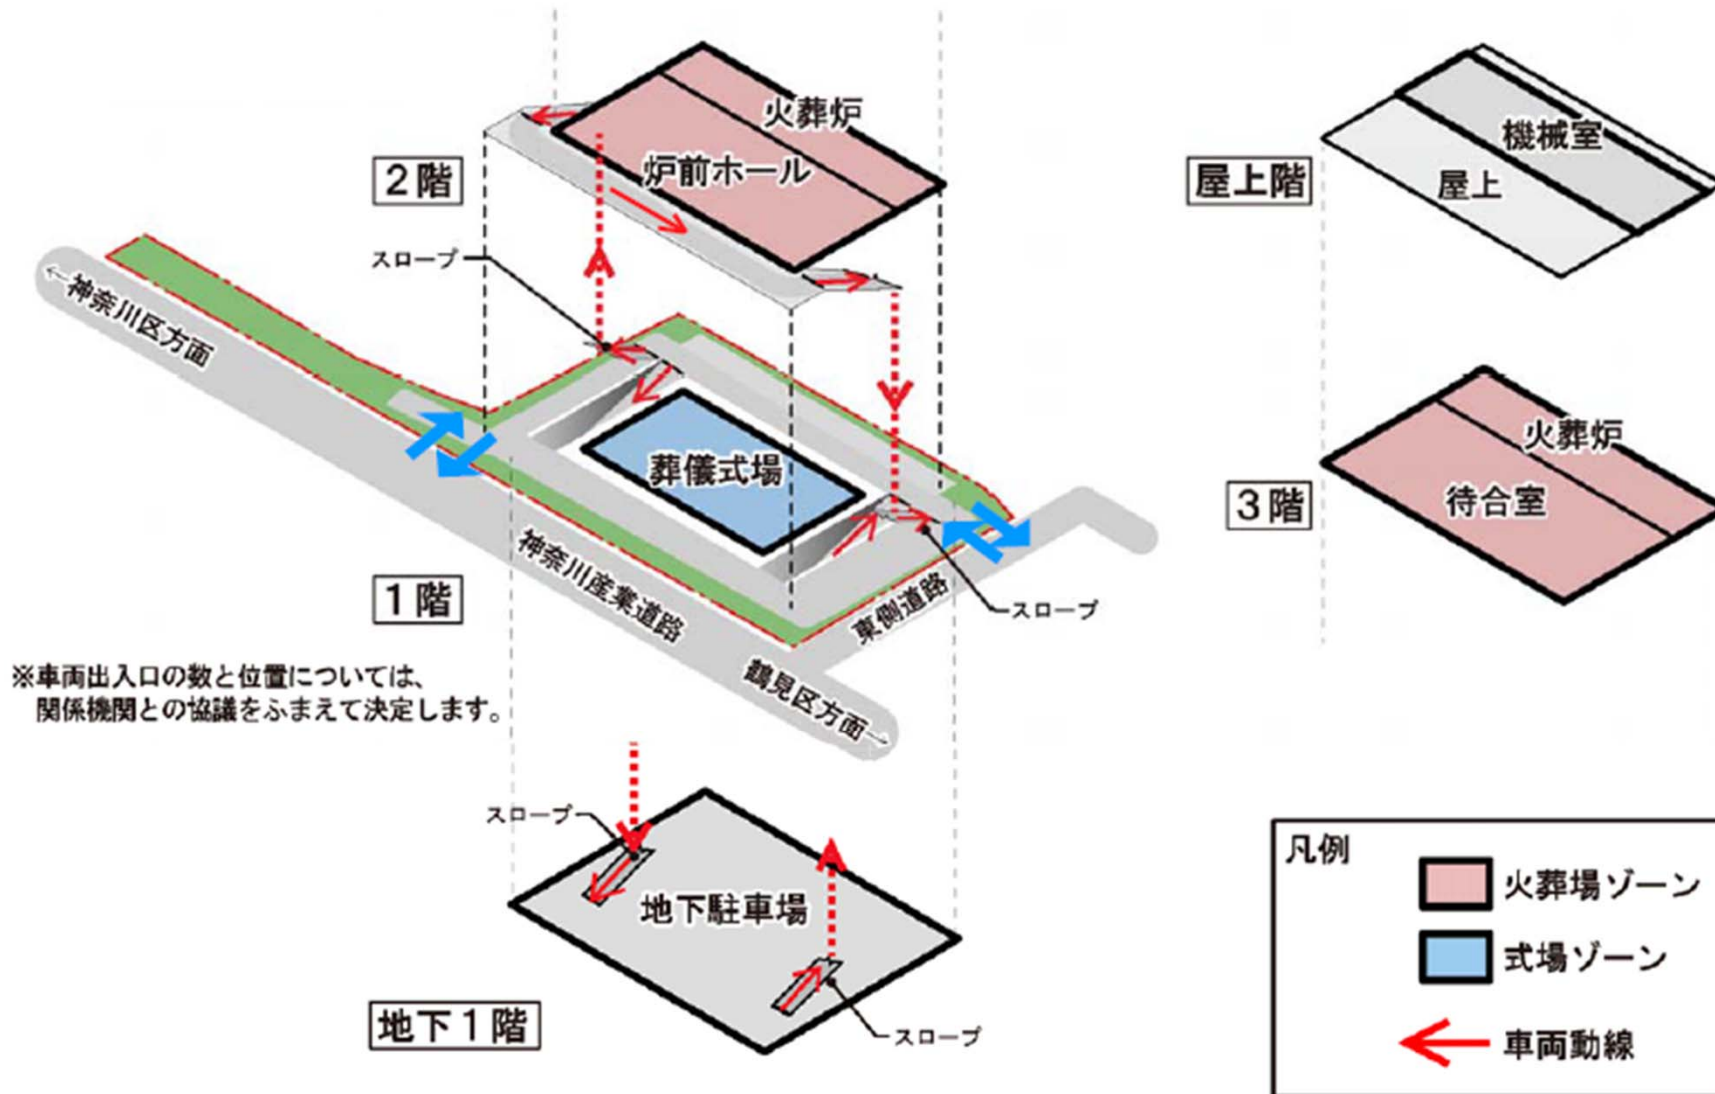 火葬炉
炉前ホール
2階
スロープ
←神奈川区方面
葬儀式場
神奈川産業道路
東側道路
スロープ
1階
鶴見区方面→
※車両出入口の数と位置については、
関係機関との協議をふまえて決定します。
スロープ
地下駐車場
スロープ
地下1階
機械室
屋上
屋上階
火葬炉
待合室
3階
凡例
火葬場ゾーン
式場ゾーン
車両動線